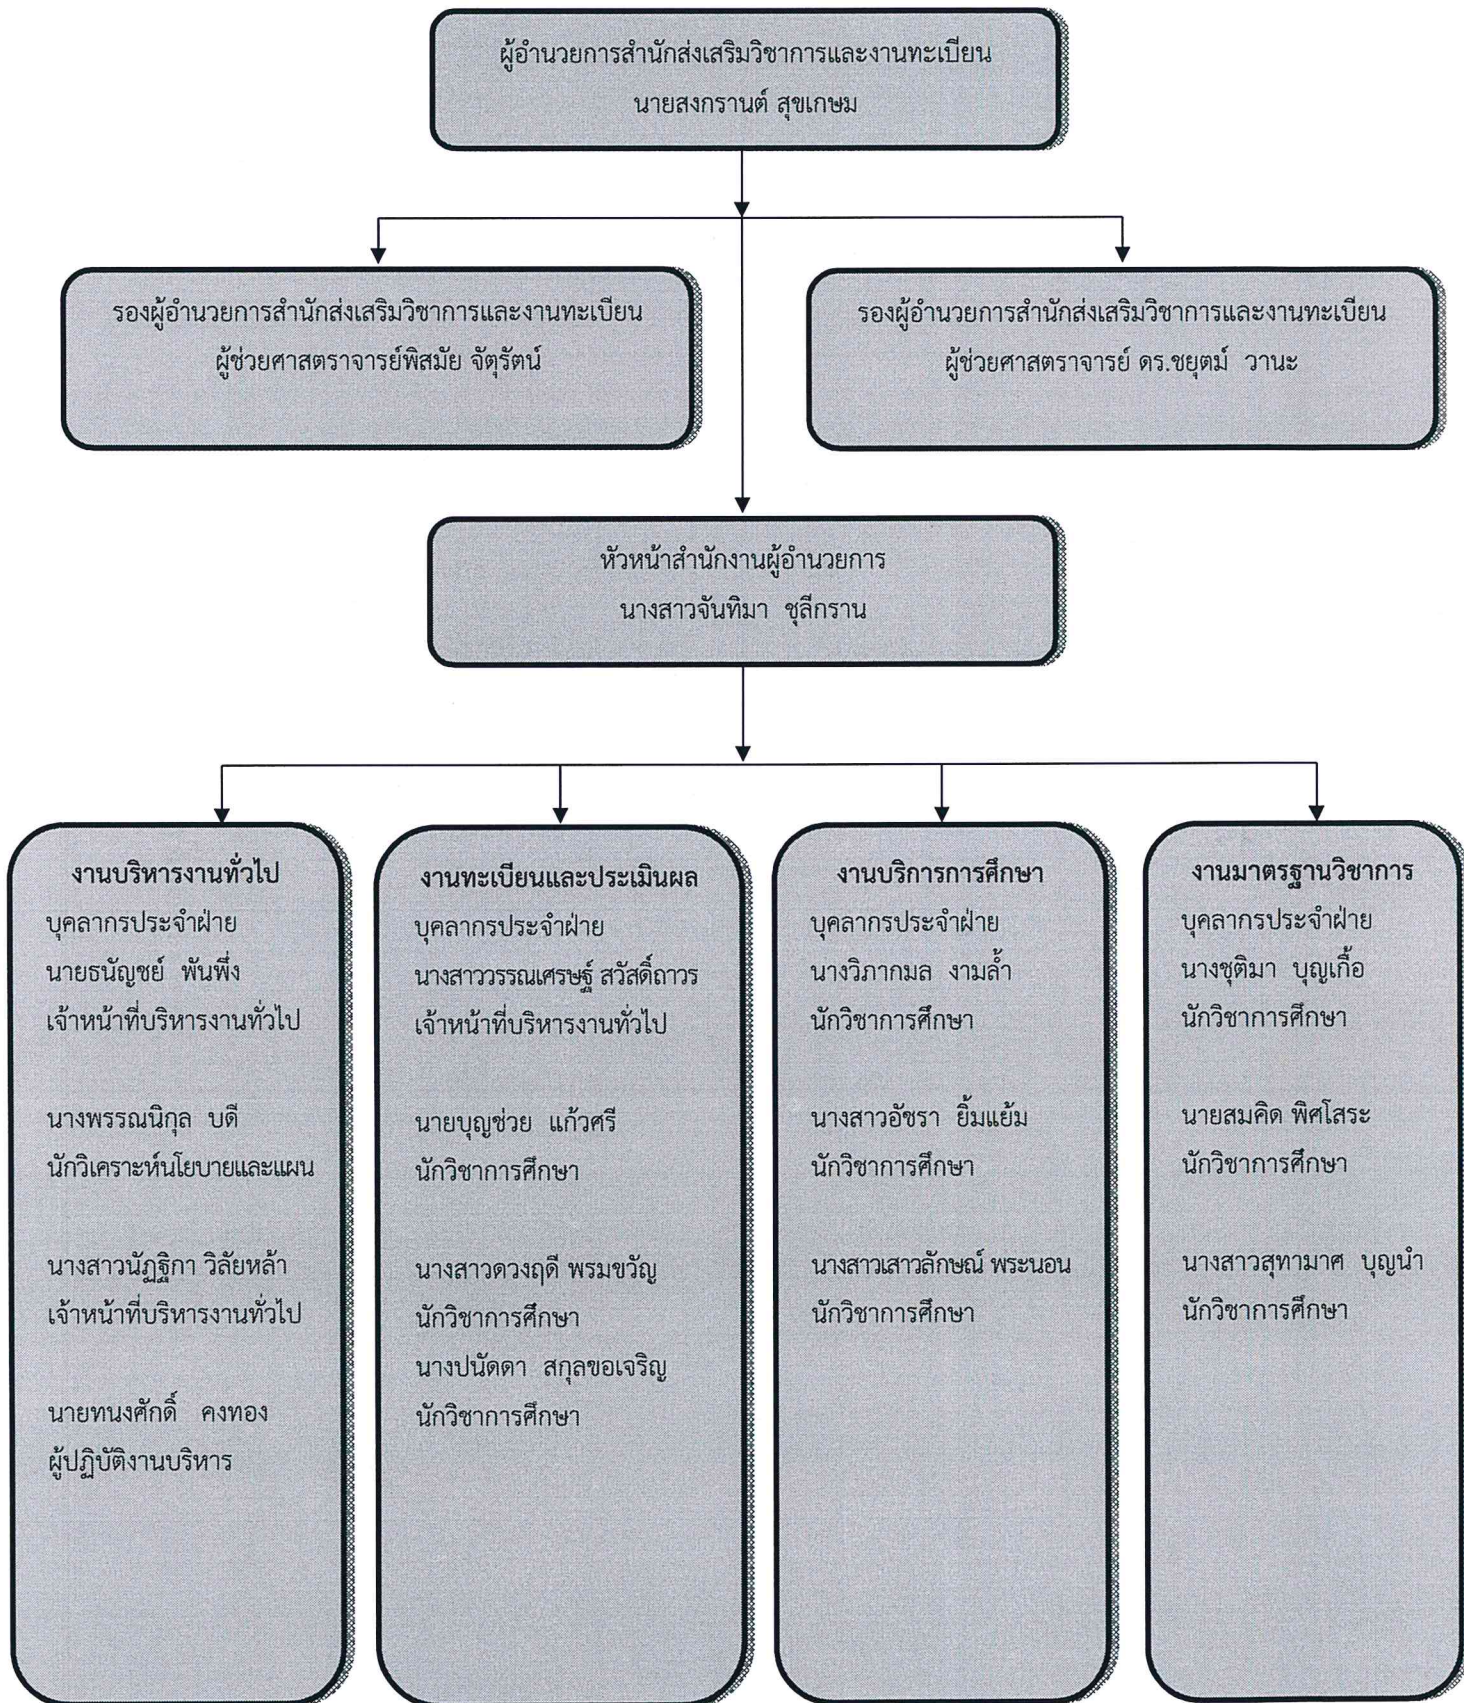 ผู้อำนวยการสำนักส่งเสริมวิชาการและงานทะเบียน
นายสงกรานต์ สุขเกษม
รองผู้อำนวยการสำนักส่งเสริมวิชาการและงานทะเบียน
ผู้ช่วยศาสตราจารย์พิสมัย จัตุรัตน์
รองผู้อำนวยการสำนักส่งเสริมวิชาการและงานทะเบียน
ผู้ช่วยศาสตราจารย์ ดร.ชยุตม์ วานะ
หัวหน้าสำนักงานผู้อำนวยการ
นางสาวจันทิมา ชุลีกราน
งานบริหารงานทั่วไป
บุคลากรประจำฝ่าย
นายธนัญชย์ พันพึ่ง
เจ้าหน้าที่บริหารงานทั่วไป
นางพรรณนิกุล บดี
นักวิเคราะห์นโยบายและแผน
นางสาวนัฏฐิกา วิลัยหล้า
เจ้าหน้าที่บริหารงานทั่วไป
นายทนงศักดิ์ คงทอง
ผู้ปฏิบัติงานบริหาร
งานทะเบียนและประเมินผล
บุคลากรประจำฝ่าย
นางสาววรรณเศรษฐ์ สวัสดิ์ถาวร
เจ้าหน้าที่บริหารงานทั่วไป
นายบุญช่วย แก้วศรี
นักวิชาการศึกษา
นางสาวดวงฤดี พรมขวัญ
นักวิชาการศึกษา
นางปนัดดา สกุลขอเจริญ
นักวิชาการศึกษา
งานบริการการศึกษา
บุคลากรประจำฝ่าย
นางวิภากมล งามล้ำ
นักวิชาการศึกษา
นางสาวอัชรา ยิ้มแย้ม
นักวิชาการศึกษา
นางสาวเสาวลักษณ์ พระนอน
นักวิชาการศึกษา
งานมาตรฐานวิชาการ
บุคลากรประจำฝ่าย
นางชุติมา บุญเกื้อ
นักวิชาการศึกษา
นายสมคิด พิศโสระ
นักวิชาการศึกษา
นางสาวสุทามาศ บุญนำ
นักวิชาการศึกษา